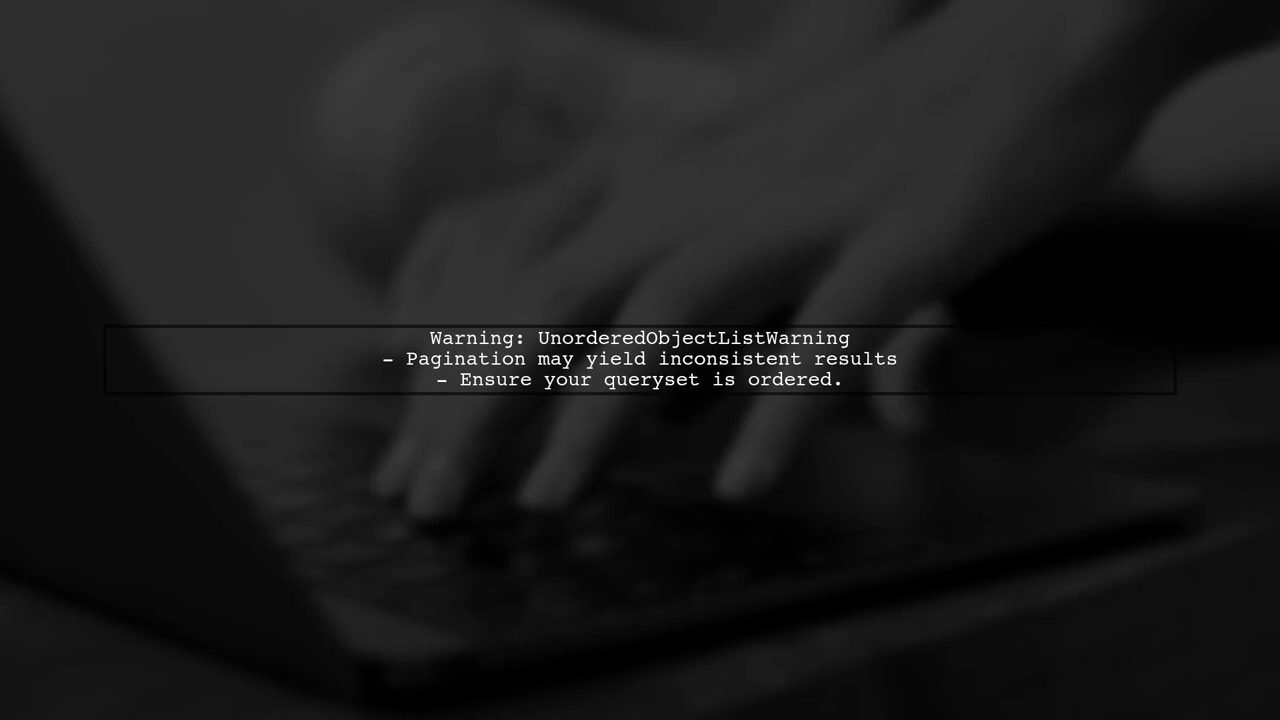 Warning: UnorderedObjectListWarning
- Pagination may yield inconsistent results
- Ensure your queryset is ordered.